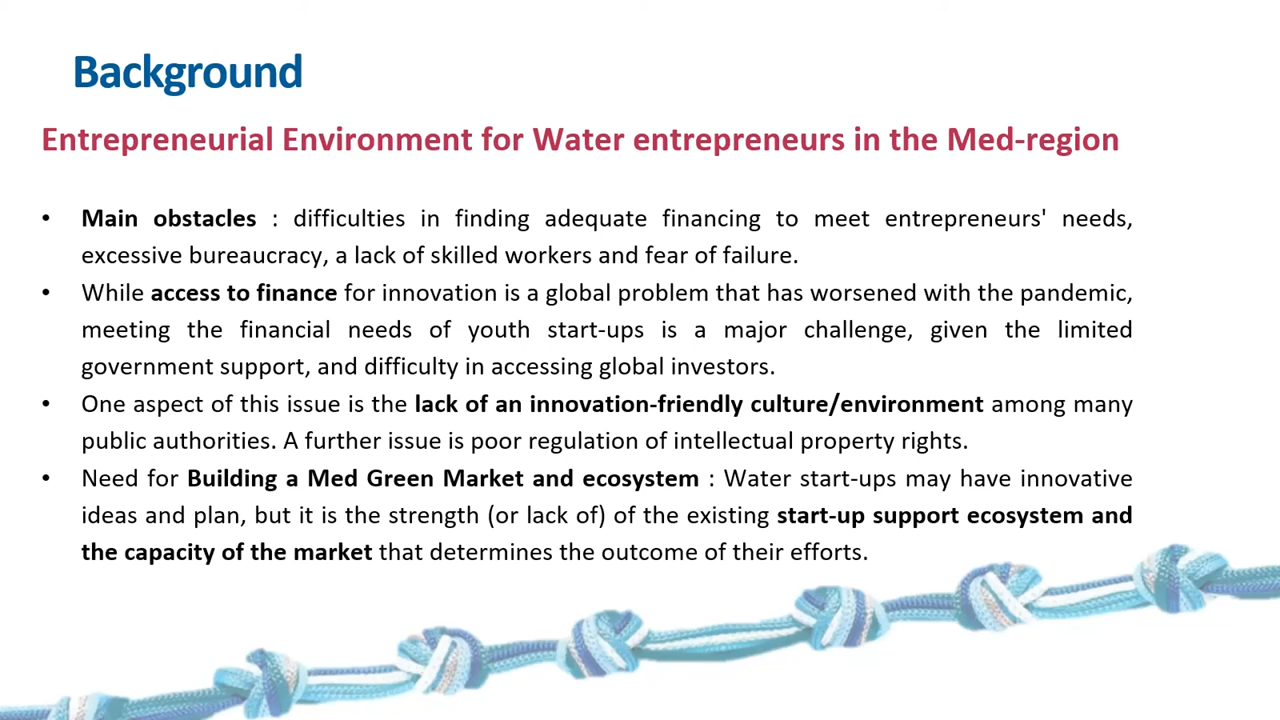 Background
Entrepreneurial Environment for Water entrepreneurs in the Med-region
• Main obstacles : difficulties in finding adequate financing to meet entrepreneurs' needs,
excessive bureaucracy, a lack of skilled workers and fear of failure.
• While access to finance for innovation is a global problem that has worsened with the pandemic,
meeting the financial needs of youth start-ups is a major challenge, given the limited
government support, and difficulty in accessing global investors.
• One aspect of this issue is the lack of an innovation-friendly culture/environment among many
public authorities. A further issue is poor regulation of intellectual property rights.
• Need for Building a Med Green Market and ecosystem : Water start-ups may have innovative
ideas and plan, but it is the strength (or lack of) of the existing start-up support ecosystem and
the capacity of the market that determines the outcome of their efforts.